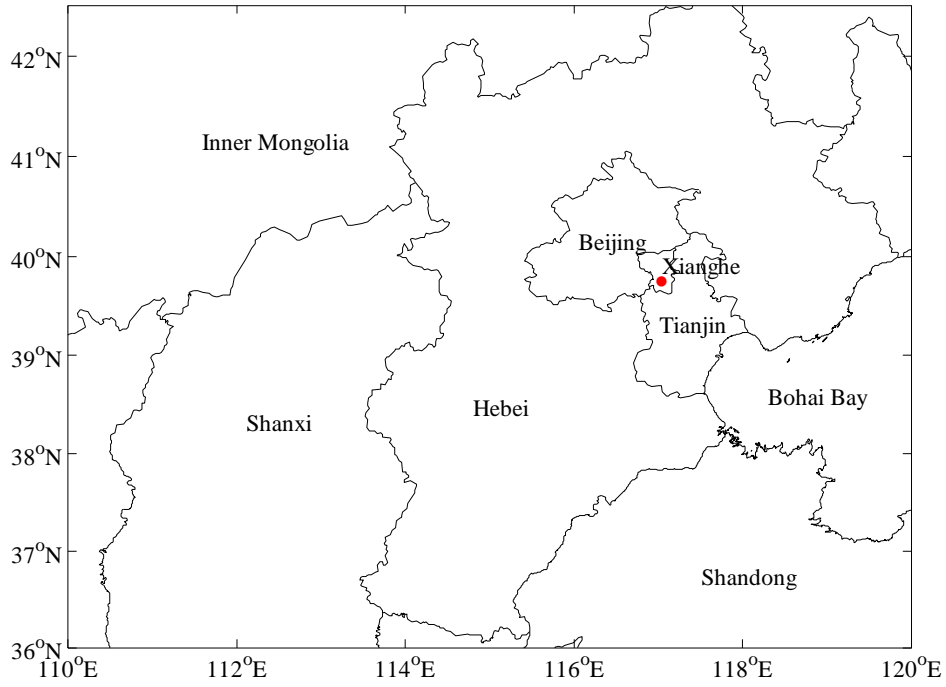 42°N
Inner Mongolia
41°N
Beijing
40°N
Xianghe
Tianjin
39°N
Bohai Bay
Hebei
Shanxi
38°N
37°N
Shandong
36°N
110°E
112°E
114°E
116°E
118°E
120°E